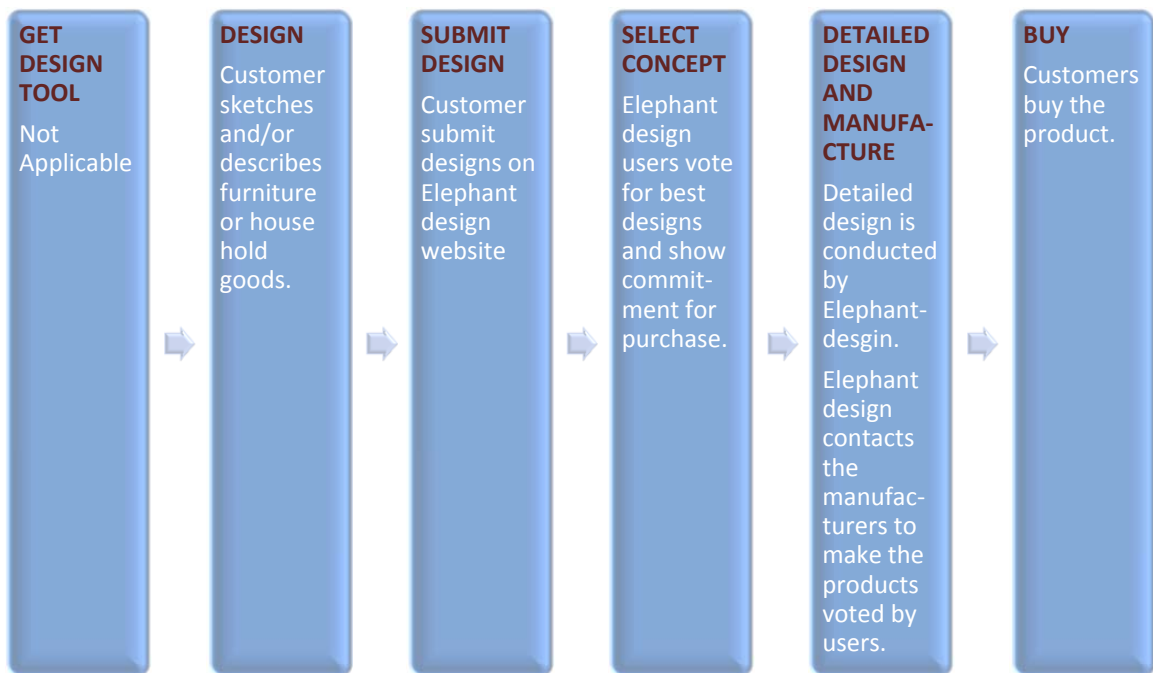 GET
DESIGN
TOOL
Not
Applicable
DESIGN
Customer
sketches
and/or
describes
furniture
or house
hold
goods.
SUBMIT
DESIGN
Customer
submit
designs on
Elephant
design
website
SELECT
CONCEPT
Elephant
design
users vote
for best
designs
and show
commit-
ment for
purchase.
DETAILED
DESIGN
AND
MANUFA-
CTURE
Detailed
design is
conducted
by
Elephant-
desgin.
Elephant
design
contacts
the
manufac-
turers to
make the
products
voted by
users.
BUY
Customers
buy the
product.